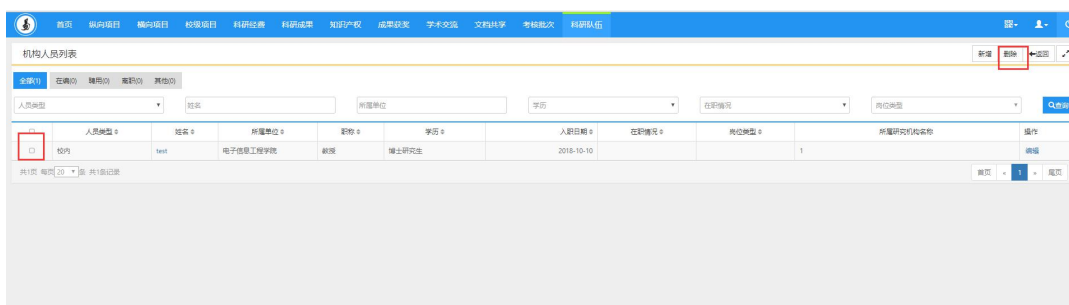 首页 纵向项目 横向项目 校级项目 科研经费 科研成果 知识产权 成果获奖 学术交流 文档共享 考核批次 科研队伍
机构人员列表 新增 删除 返回
全部(1) 在编(0) 聘用(0) 离职(0) 其他(0)
人员类型 姓名 所属单位 学历 在职情况 岗位类型 查询
人员类型 姓名 所属单位 职称 学历 入职日期 在职情况 岗位类型 所属研究机构名称 操作
校内 test 电子信息工程学院 教授 博士研究生 2018-10-10 1 编辑
共1页 每页 20 条 共1条记录 首页 « 1 » 尾页